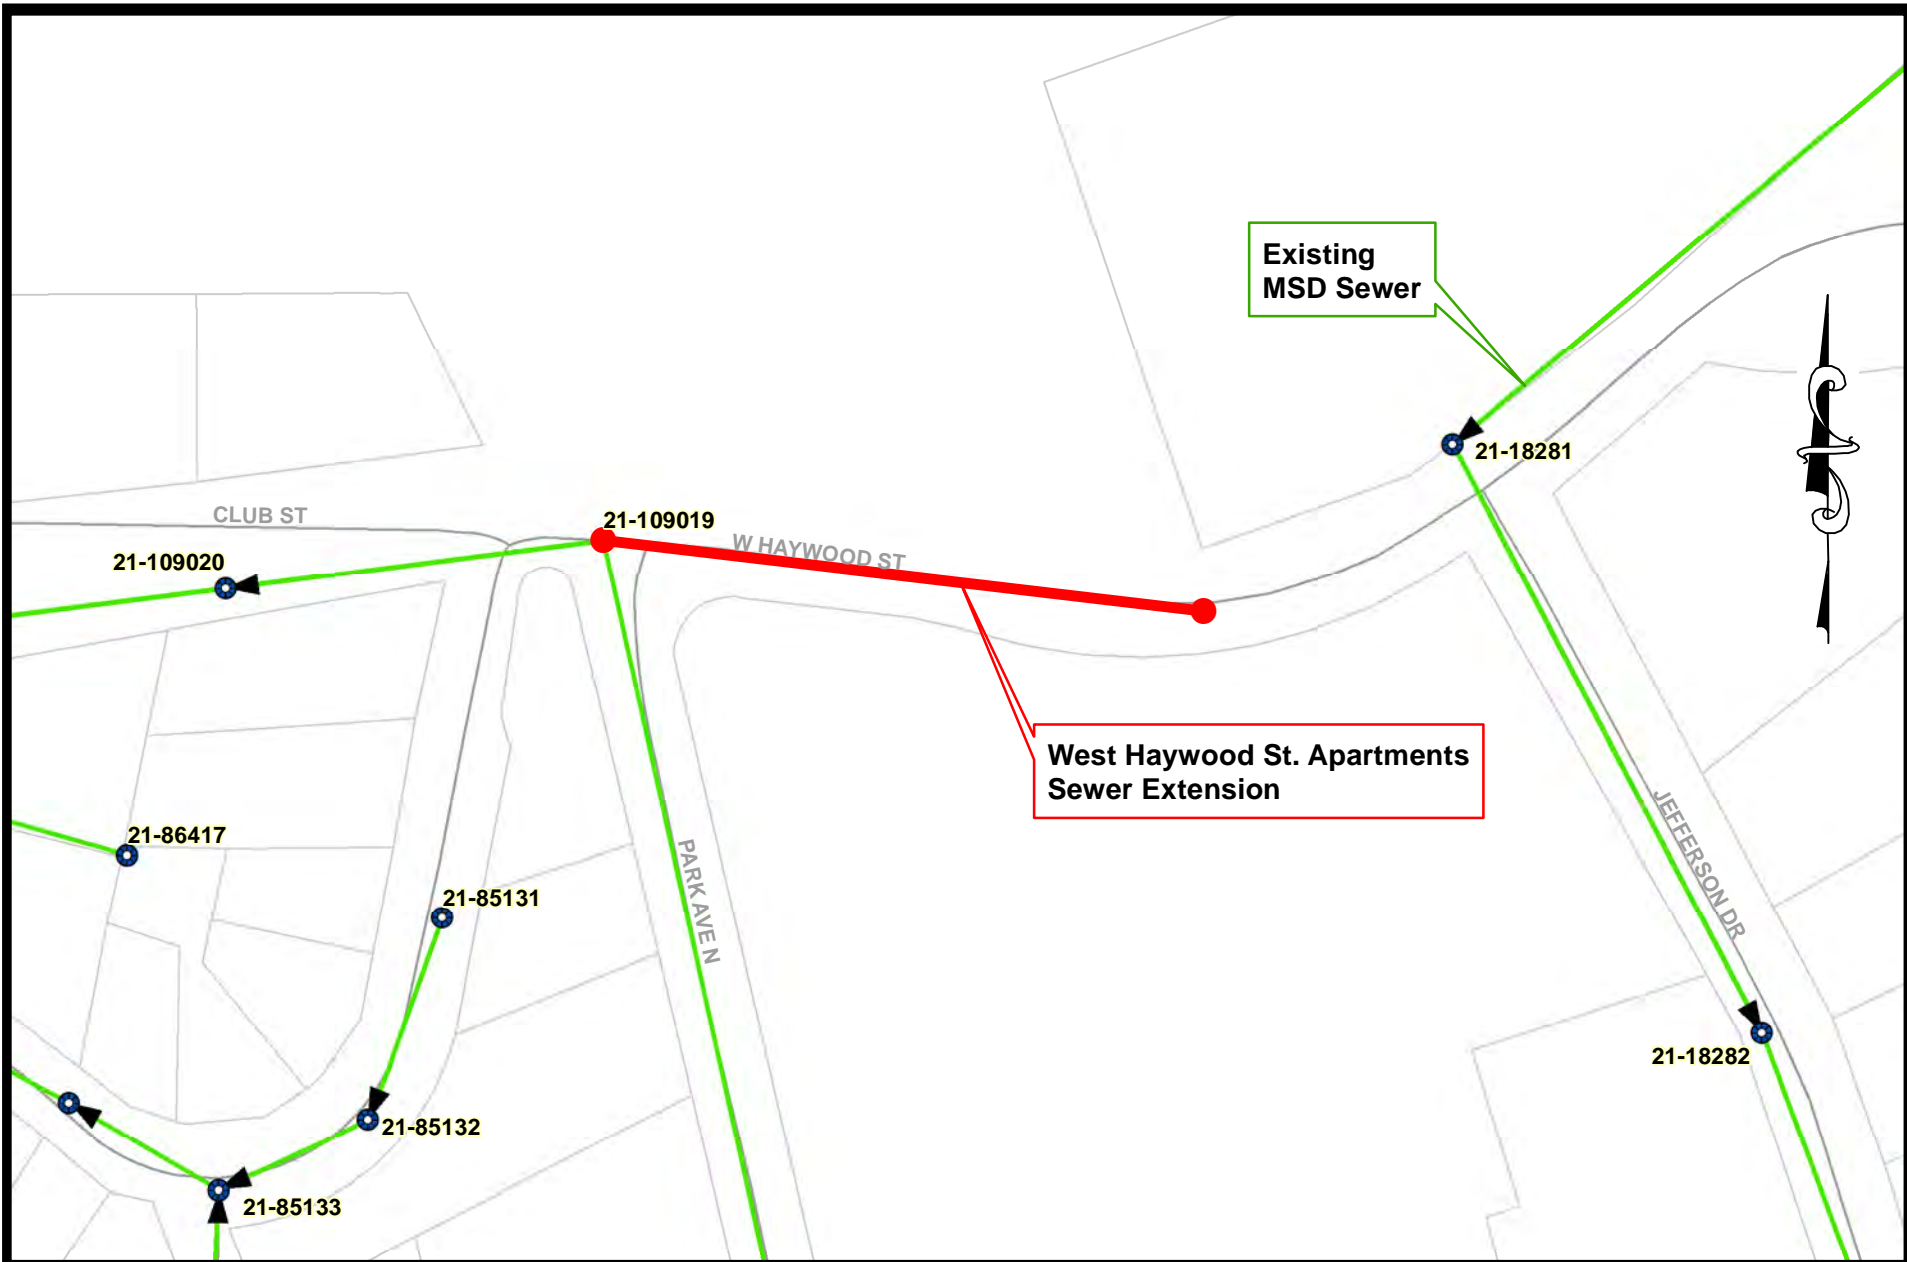 Existing
MSD Sewer
21-18281
CLUB ST
21-109019
W HAYWOOD ST
21-109020
West Haywood St. Apartments
Sewer Extension
21-86417
21-85131
PARK AVE N
JEFFERSON DR
21-18282
21-85132
21-85133